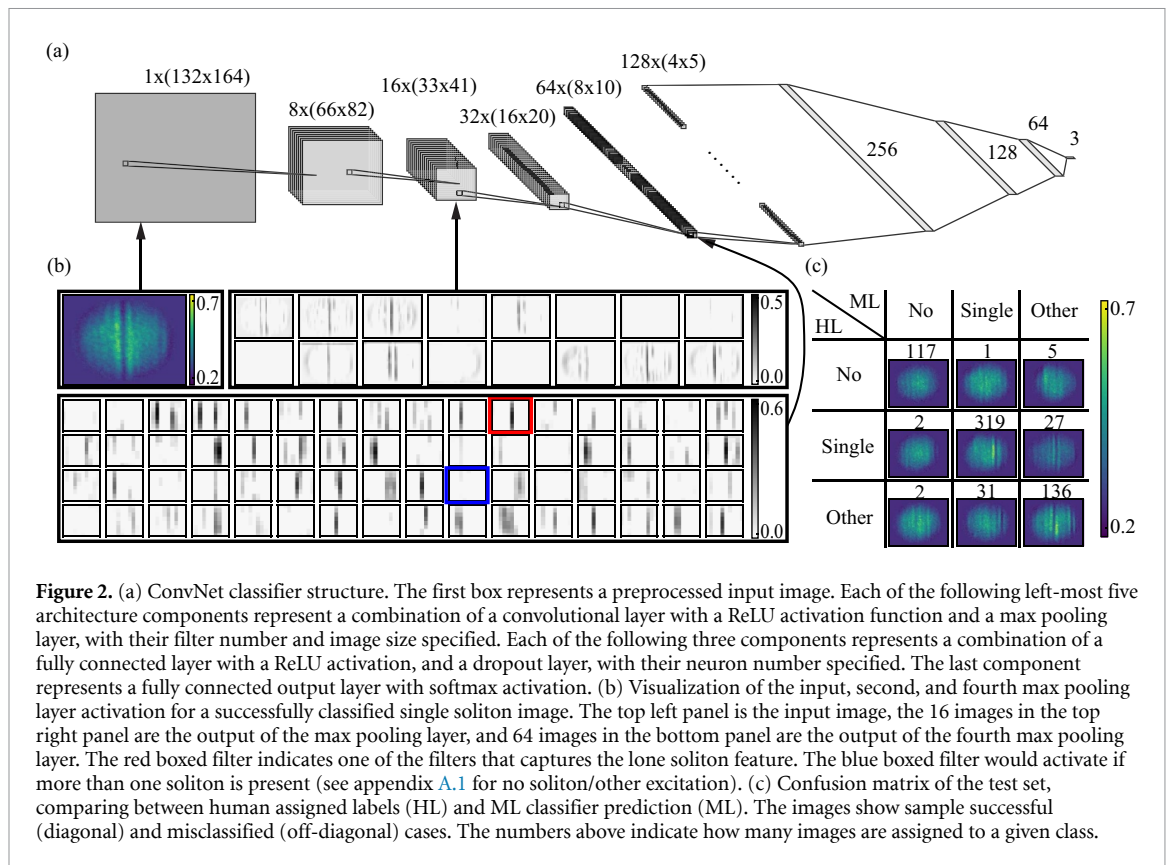 (a)
1x(132x164)
8x(66x82)
16x(33x41)
32x(16x20)
64x(8x10)
128x(4x5)
256
128
64
3
(b)
0.7
0.2
0.5
0.0
0.6
0.0
(c)
ML
HL
No Single Other
No
117 1 5
Single
2 319 27
Other
2 31 136
0.7
0.2
Figure 2. (a) ConvNet classifier structure. The first box represents a preprocessed input image. Each of the following left-most five
architecture components represent a combination of a convolutional layer with a ReLU activation function and a max pooling
layer, with their filter number and image size specified. Each of the following three components represents a combination of a
fully connected layer with a ReLU activation, and a dropout layer, with their neuron number specified. The last component
represents a fully connected output layer with softmax activation. (b) Visualization of the input, second, and fourth max pooling
layer activation for a successfully classified single soliton image. The top left panel is the input image, the 16 images in the top
right panel are the output of the max pooling layer, and 64 images in the bottom panel are the output of the fourth max pooling
layer. The red boxed filter indicates one of the filters that captures the lone soliton feature. The blue boxed filter would activate if
more than one soliton is present (see appendix A.1 for no soliton/other excitation). (c) Confusion matrix of the test set,
comparing between human assigned labels (HL) and ML classifier prediction (ML). The images show sample successful
(diagonal) and misclassified (off-diagonal) cases. The numbers above indicate how many images are assigned to a given class.